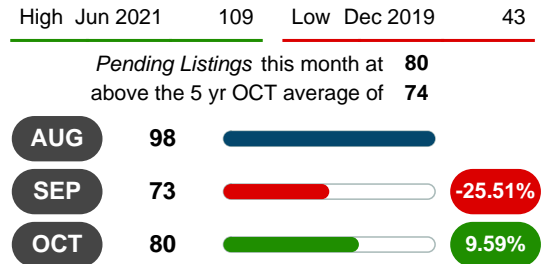 High Jun 2021 109 Low Dec 2019 43
Pending Listings this month at 80
above the 5 yr OCT average of 74
AUG 98
SEP 73 -25.51%
OCT 80 9.59%